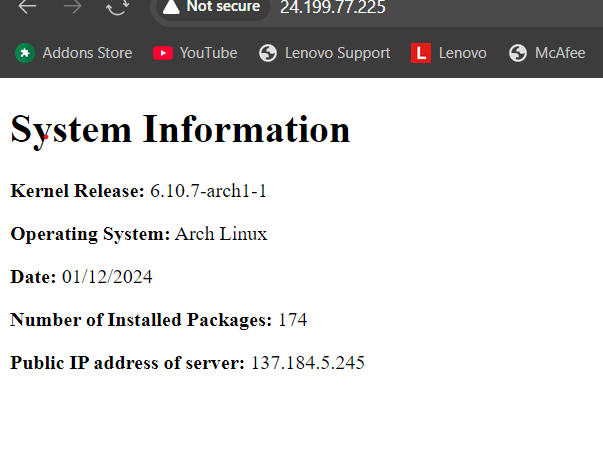 Not secure 24.199.77.225
Addons Store YouTube Lenovo Support L Lenovo McAfee
System Information
Kernel Release: 6.10.7-arch1-1
Operating System: Arch Linux
Date: 01/12/2024
Number of Installed Packages: 174
Public IP address of server: 137.184.5.245